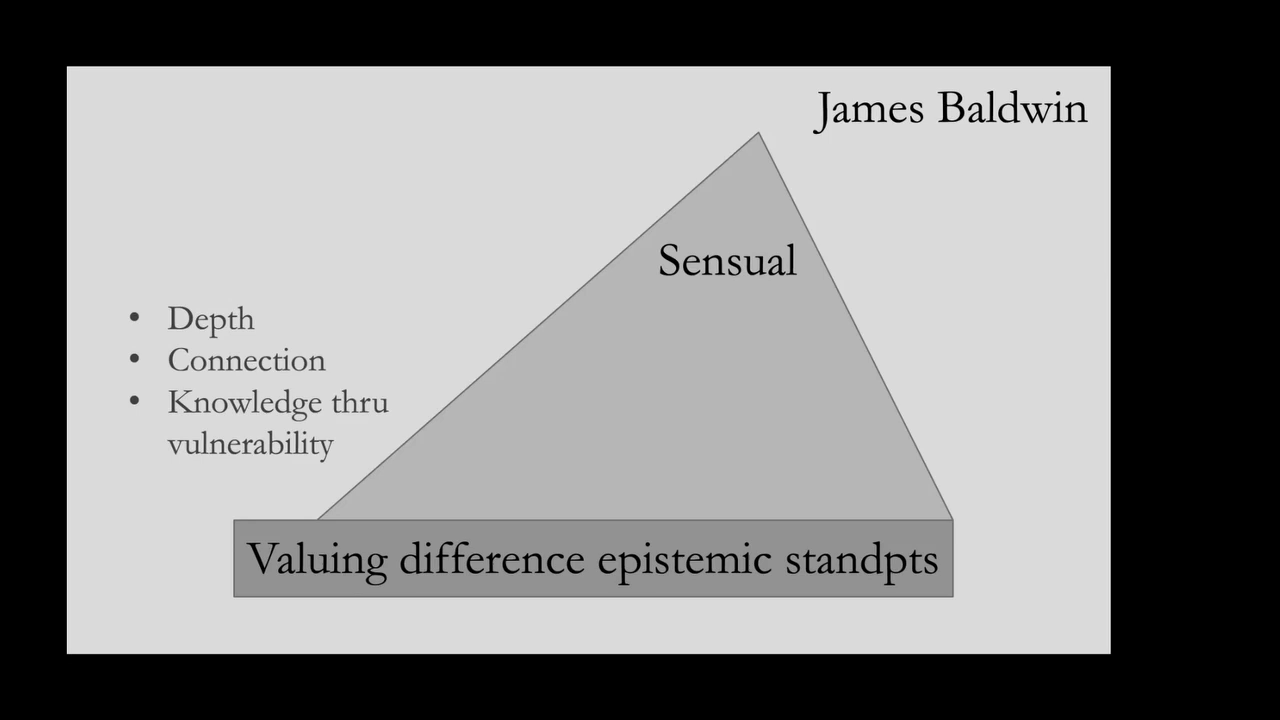 James Baldwin
Sensual
• Depth
• Connection
• Knowledge thru
vulnerability
Valuing difference epistemic standpts